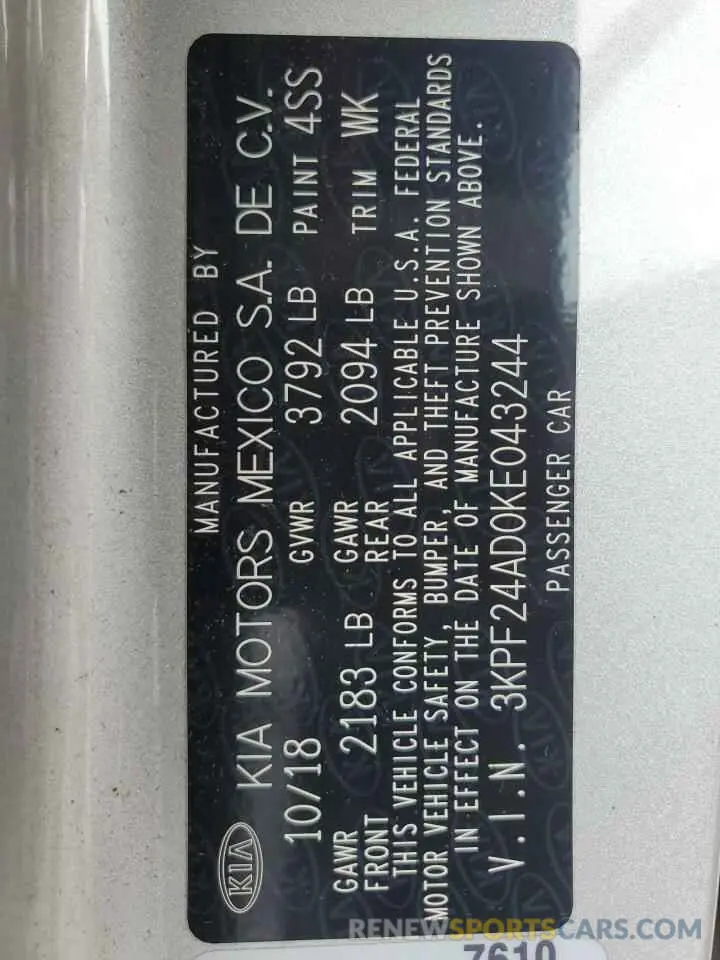 MANUFACTURED BY
KIA KIA MOTORS MEXICO S.A. DE C.V.
10/18 GVWR 3792 LB PAINT 4SS
GAWR FRONT 2183 LB GAWR REAR 2094 LB TRIM WK
THIS VEHICLE CONFORMS TO ALL APPLICABLE U.S.A. FEDERAL
MOTOR VEHICLE SAFETY, BUMPER, AND THEFT PREVENTION STANDARDS
IN EFFECT ON THE DATE OF MANUFACTURE SHOWN ABOVE.
V.I.N. 3KPF24AD0KE043244
PASSENGER CAR
RENEWSPORTSCARS.COM
7610